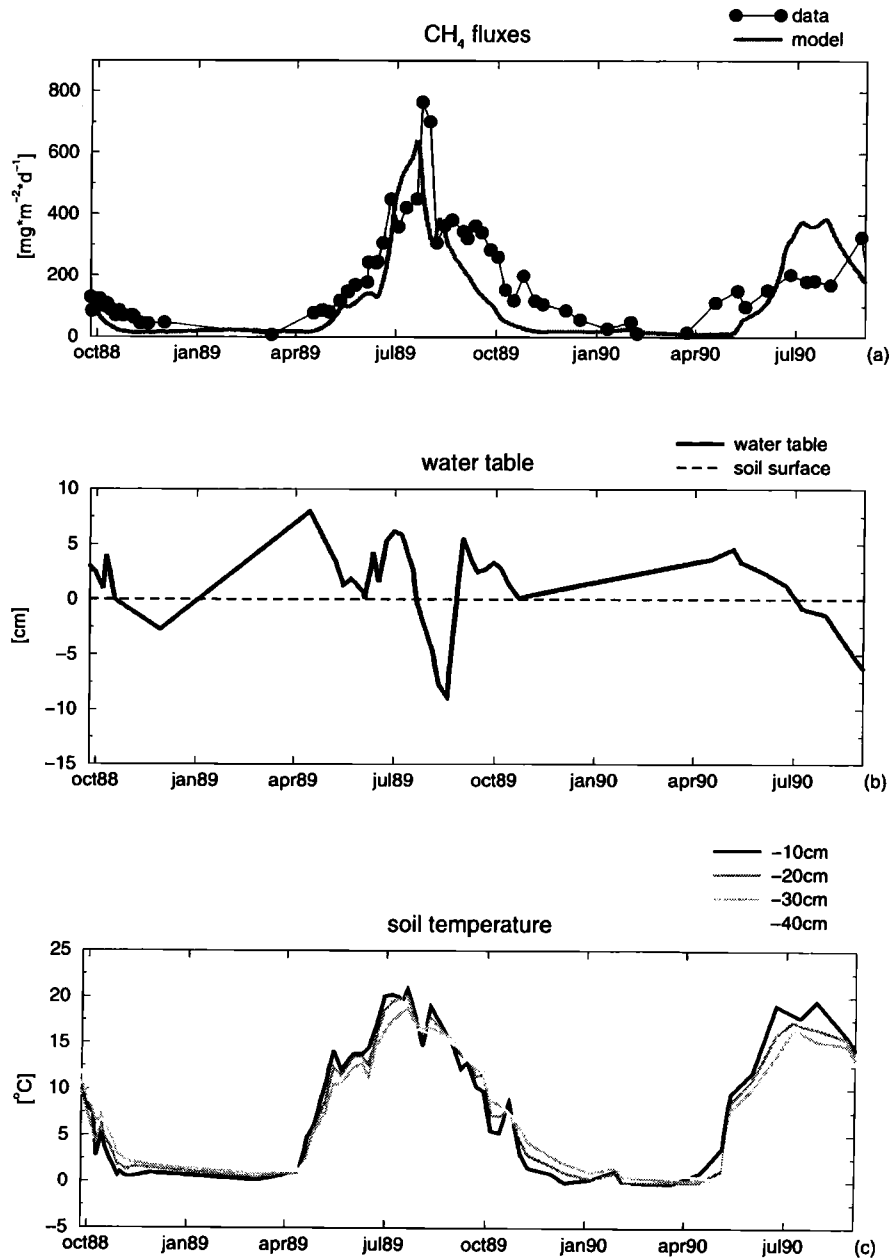 CH4 fluxes
data
model
800
600
400
200
0
[mg*m−2*d−1]
oct88 jan89 apr89 jul89 oct89 jan90 apr90 jul90 (a)
water table
water table
soil surface
10
5
0
−5
−10
−15
[cm]
oct88 jan89 apr89 jul89 oct89 jan90 apr90 jul90 (b)
−10cm
−20cm
−30cm
−40cm
soil temperature
25
20
15
10
5
0
−5
[°C]
oct88 jan89 apr89 jul89 oct89 jan90 apr90 jul90 (c)